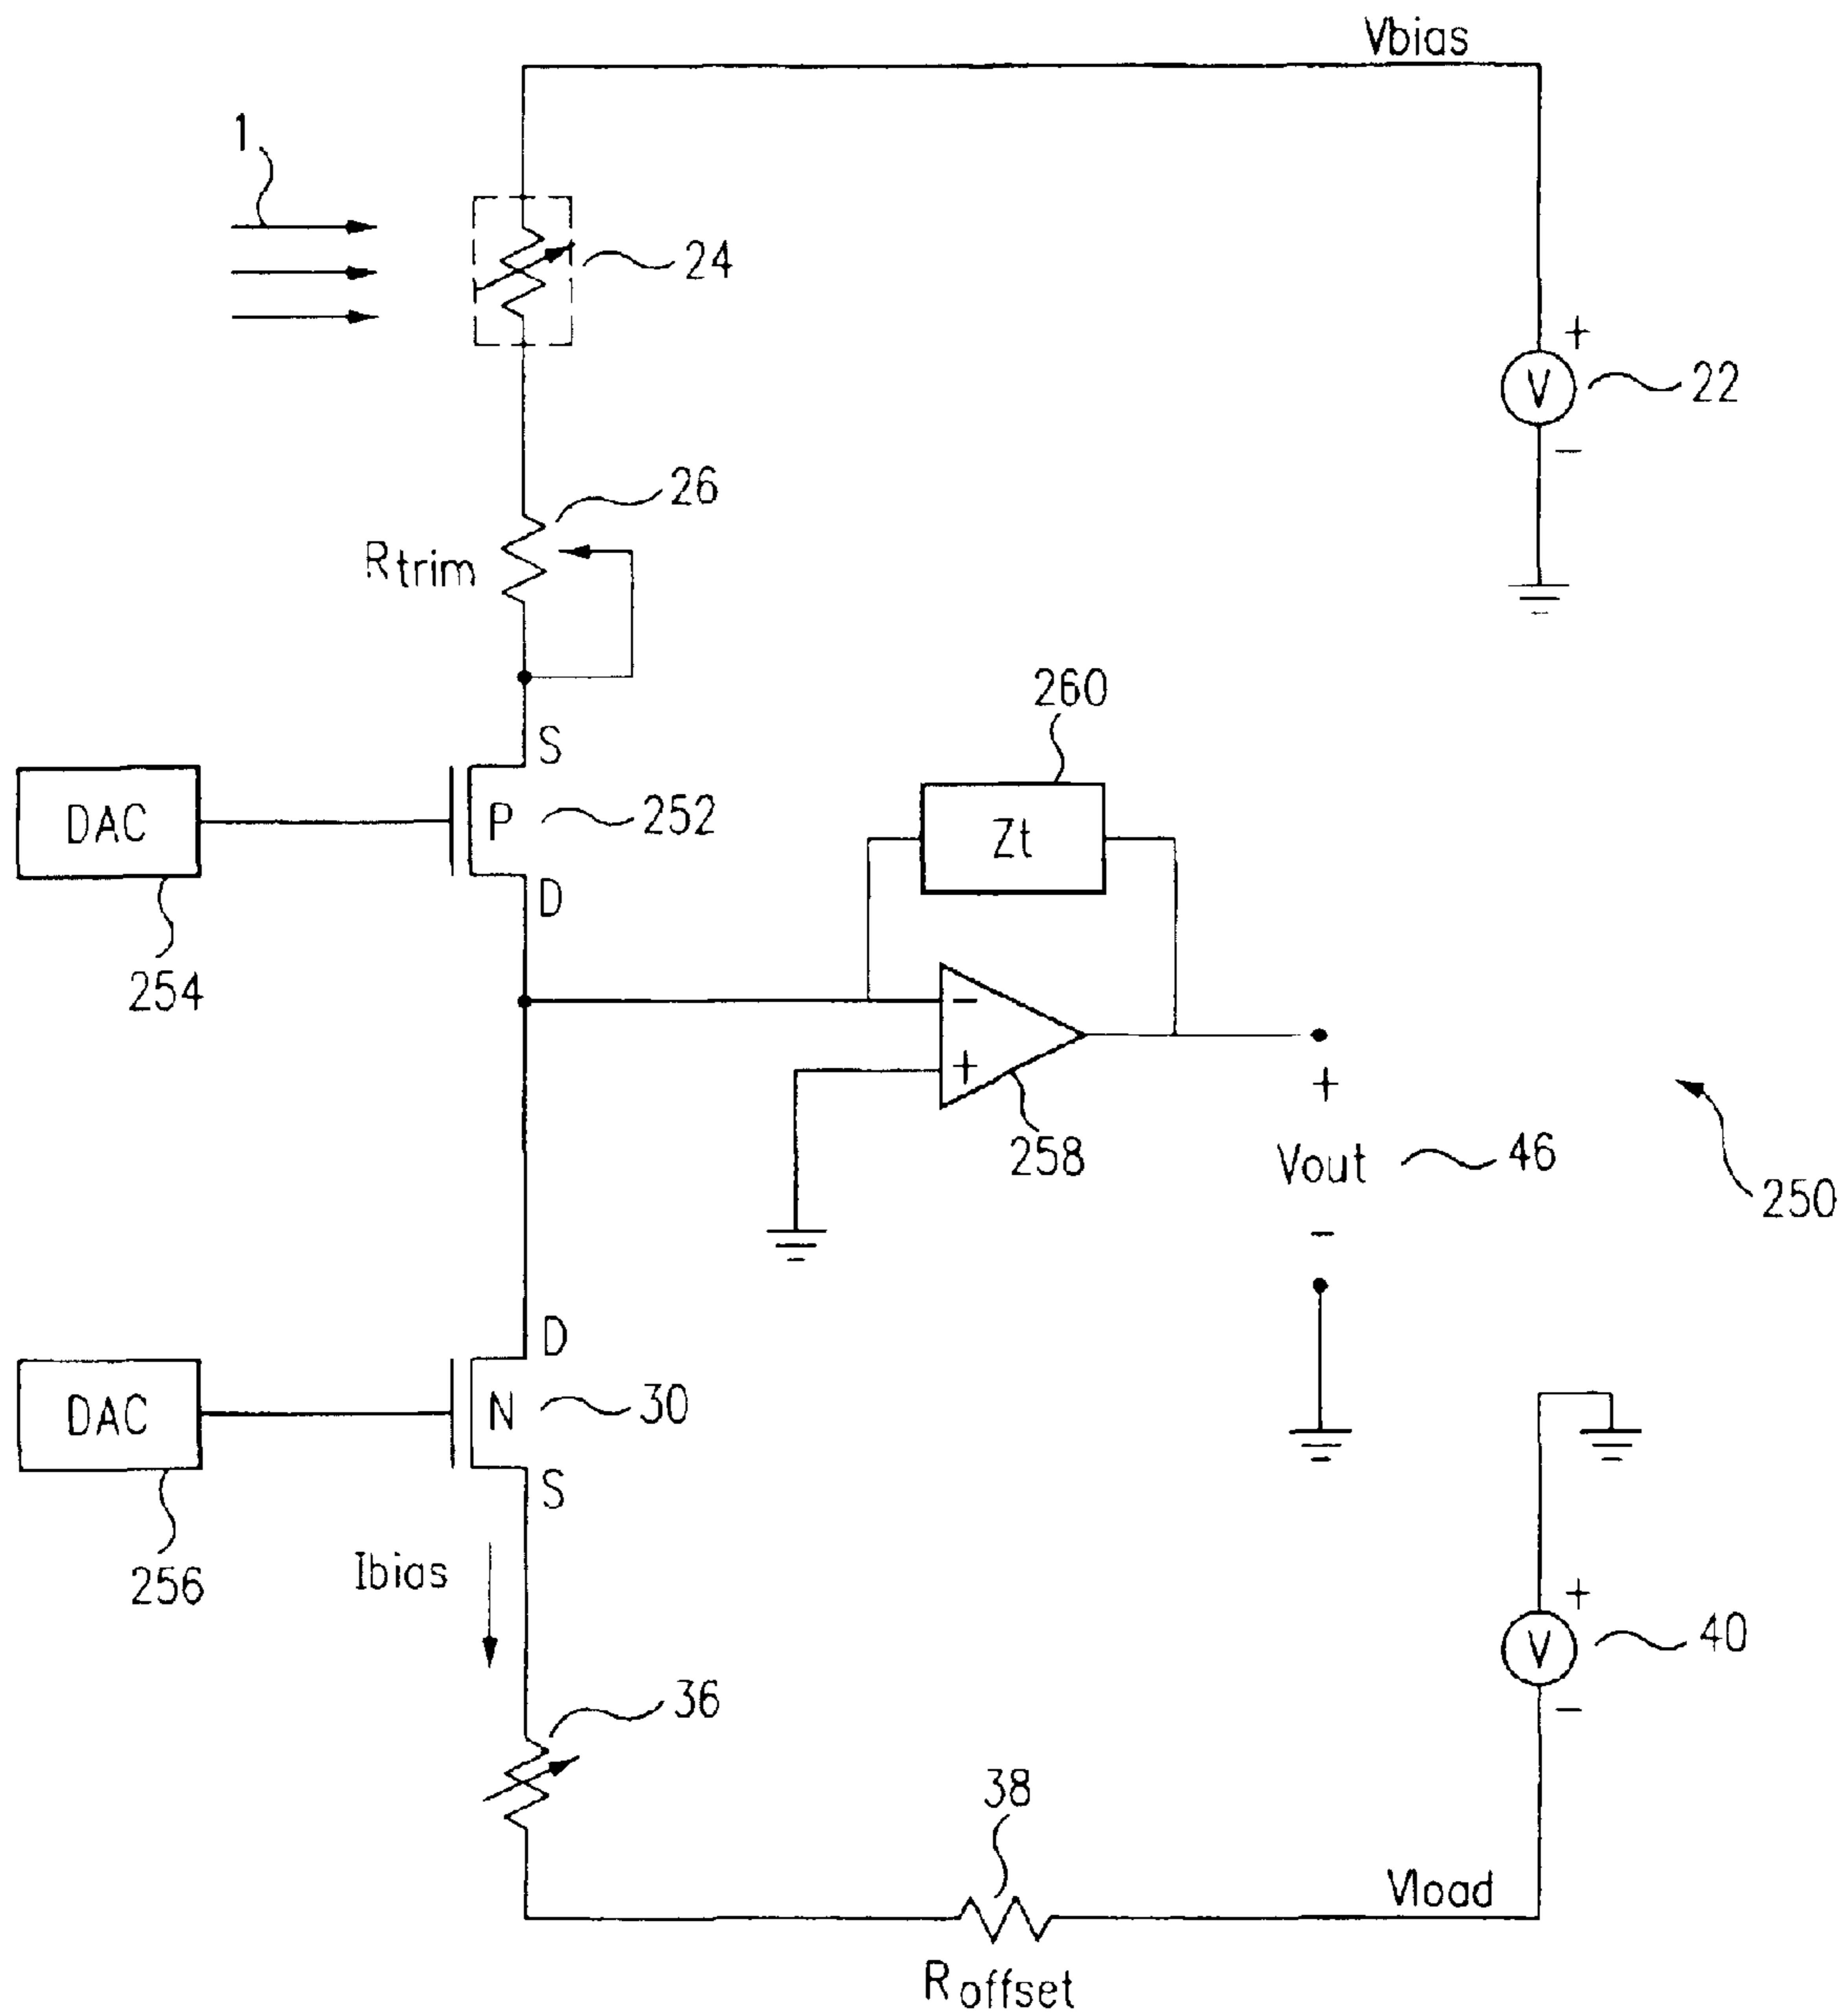 Vbias
1
24
+
V
22
−
26
Rtrim
260
S
DAC
P
252
Zt
D
254
−
+
258
+
Vout
46
−
250
D
DAC
N
30
S
256
Ibias
+
V
40
−
36
38
Vload
Roffset